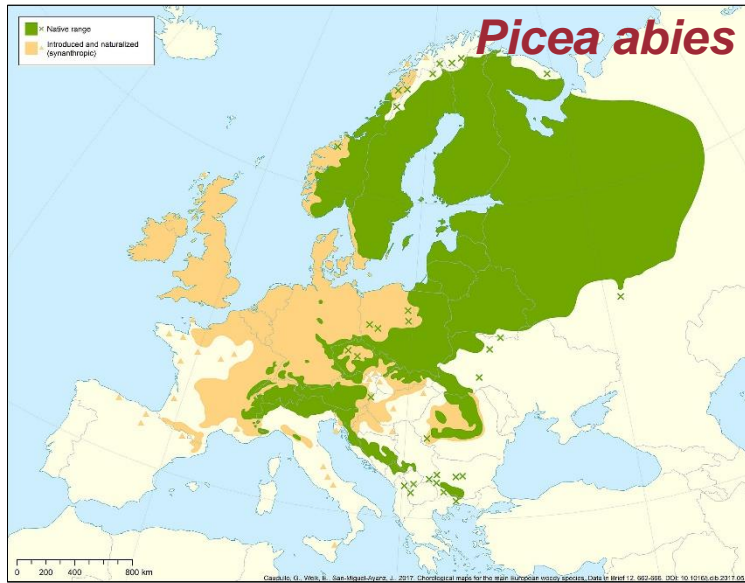 Picea abies
Native range
Introduced and naturalized
(synanthropic)
0 200 400 800 km
Caudullo, G., Welk, E., San-Miguel-Ayanz, J., 2017. Chorological maps for the main European woody species. Data in Brief 12, 662-666. DOI: 10.1016/j.dib.2017.05